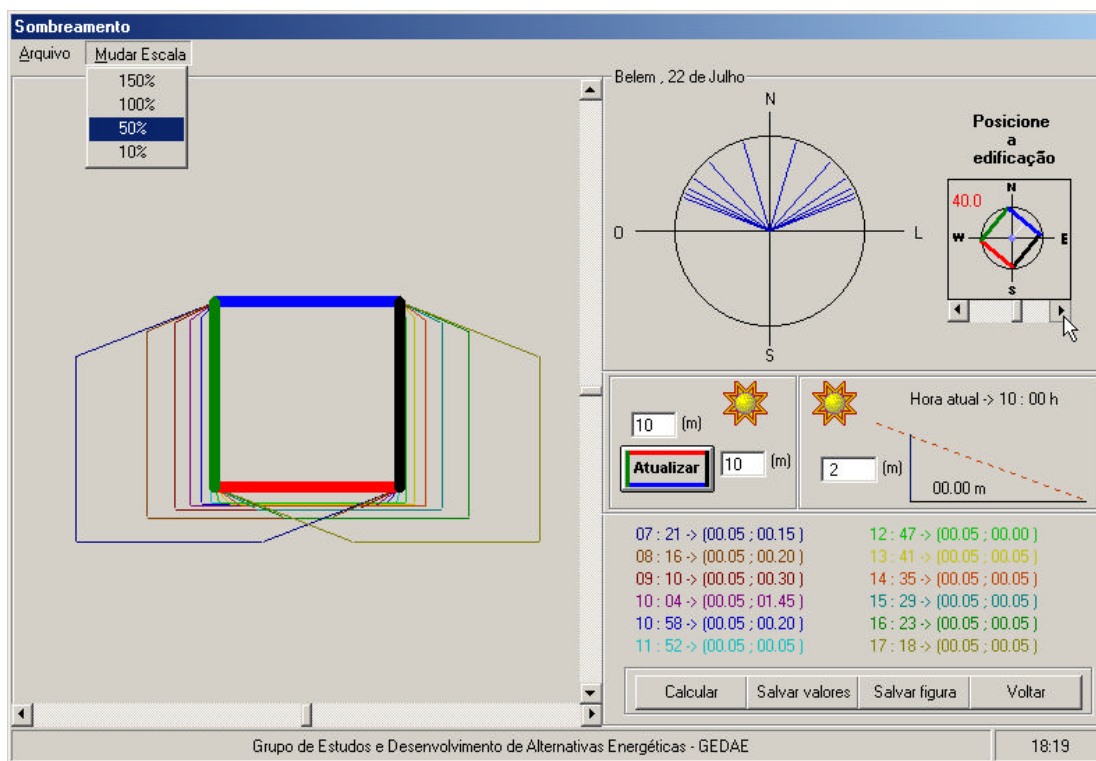 Sombreamento
Arquivo Mudar Escala
150%
100%
50%
10%
Belem , 22 de Julho
N
O
L
S
Posicione
a
edificação
40.0
N
W
E
S
10 (m)
Atualizar
10 (m)
Hora atual -> 10 : 00 h
2 (m)
00.00 m
07 : 21 -> (00.05 ; 00.15 )
08 : 16 -> (00.05 ; 00.20 )
09 : 10 -> (00.05 ; 00.30 )
10 : 04 -> (00.05 ; 01.45 )
10 : 58 -> (00.05 ; 00.20 )
11 : 52 -> (00.05 ; 00.05 )
12 : 47 -> (00.05 ; 00.00 )
13 : 41 -> (00.05 ; 00.05 )
14 : 35 -> (00.05 ; 00.05 )
15 : 29 -> (00.05 ; 00.05 )
16 : 23 -> (00.05 ; 00.05 )
17 : 18 -> (00.05 ; 00.05 )
Calcular Salvar valores Salvar figura Voltar
Grupo de Estudos e Desenvolvimento de Alternativas Energéticas - GEDAE 18:19